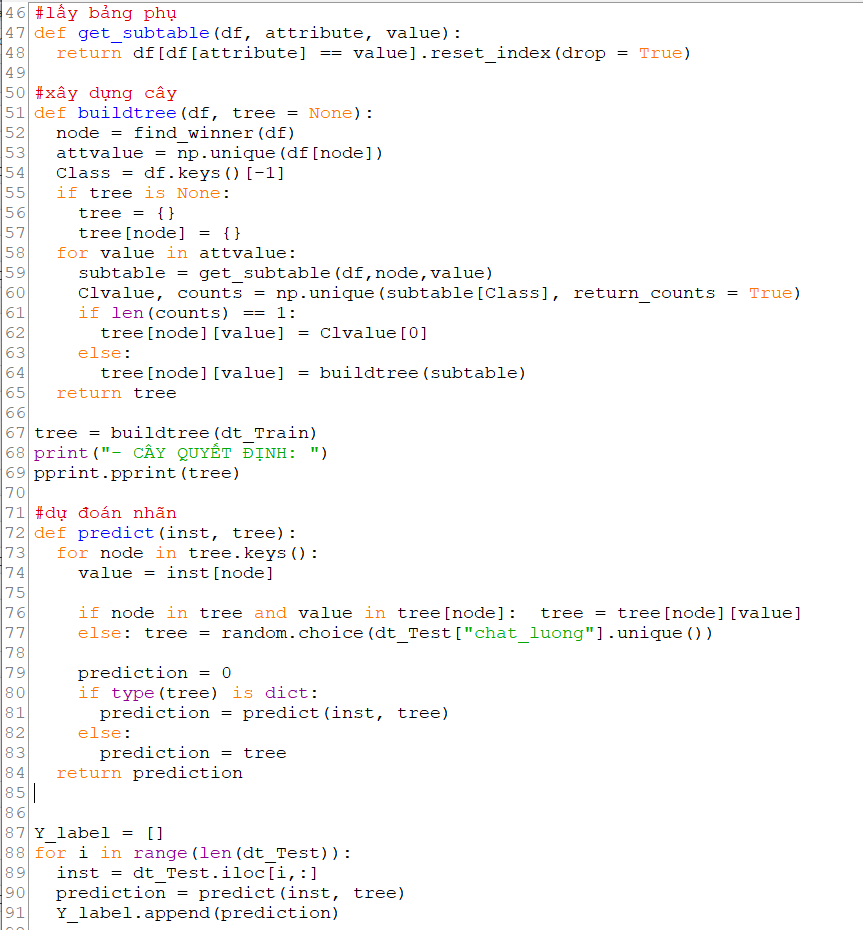 46 #lấy bảng phụ
47 def get_subtable(df, attribute, value):
48   return df[df[attribute] == value].reset_index(drop = True)
49
50 #xây dựng cây
51 def buildtree(df, tree = None):
52   node = find_winner(df)
53   attvalue = np.unique(df[node])
54   Class = df.keys()[-1]
55   if tree is None:
56     tree = {}
57     tree[node] = {}
58   for value in attvalue:
59     subtable = get_subtable(df,node,value)
60     Clvalue, counts = np.unique(subtable[Class], return_counts = True)
61     if len(counts) == 1:
62       tree[node][value] = Clvalue[0]
63     else:
64       tree[node][value] = buildtree(subtable)
65   return tree
66
67 tree = buildtree(dt_Train)
68 print("- CÂY QUYẾT ĐỊNH: ")
69 pprint.pprint(tree)
70
71 #dự đoán nhãn
72 def predict(inst, tree):
73   for node in tree.keys():
74     value = inst[node]
75
76     if node in tree and value in tree[node]:  tree = tree[node][value]
77     else: tree = random.choice(dt_Test["chat_luong"].unique())
78
79     prediction = 0
80     if type(tree) is dict:
81       prediction = predict(inst, tree)
82     else:
83       prediction = tree
84   return prediction
85
86
87 Y_label = []
88 for i in range(len(dt_Test)):
89   inst = dt_Test.iloc[i,:]
90   prediction = predict(inst, tree)
91   Y_label.append(prediction)